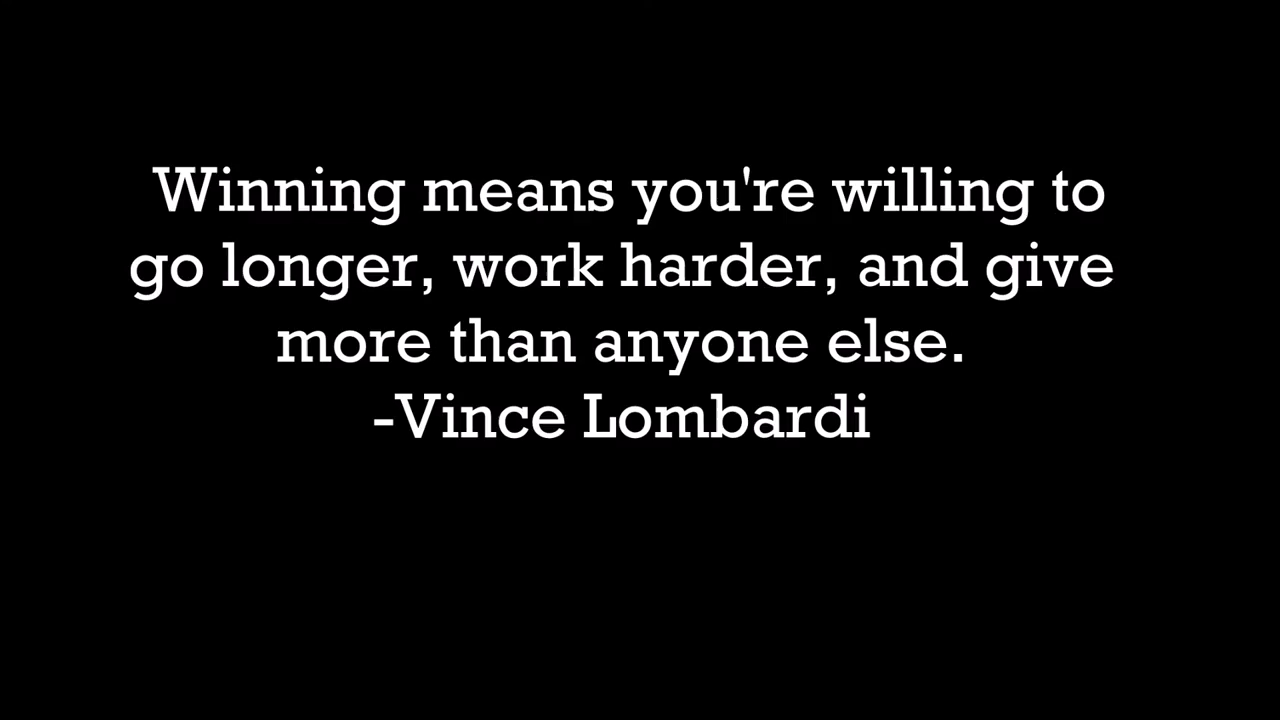 Winning means you're willing to
go longer, work harder, and give
more than anyone else.
-Vince Lombardi